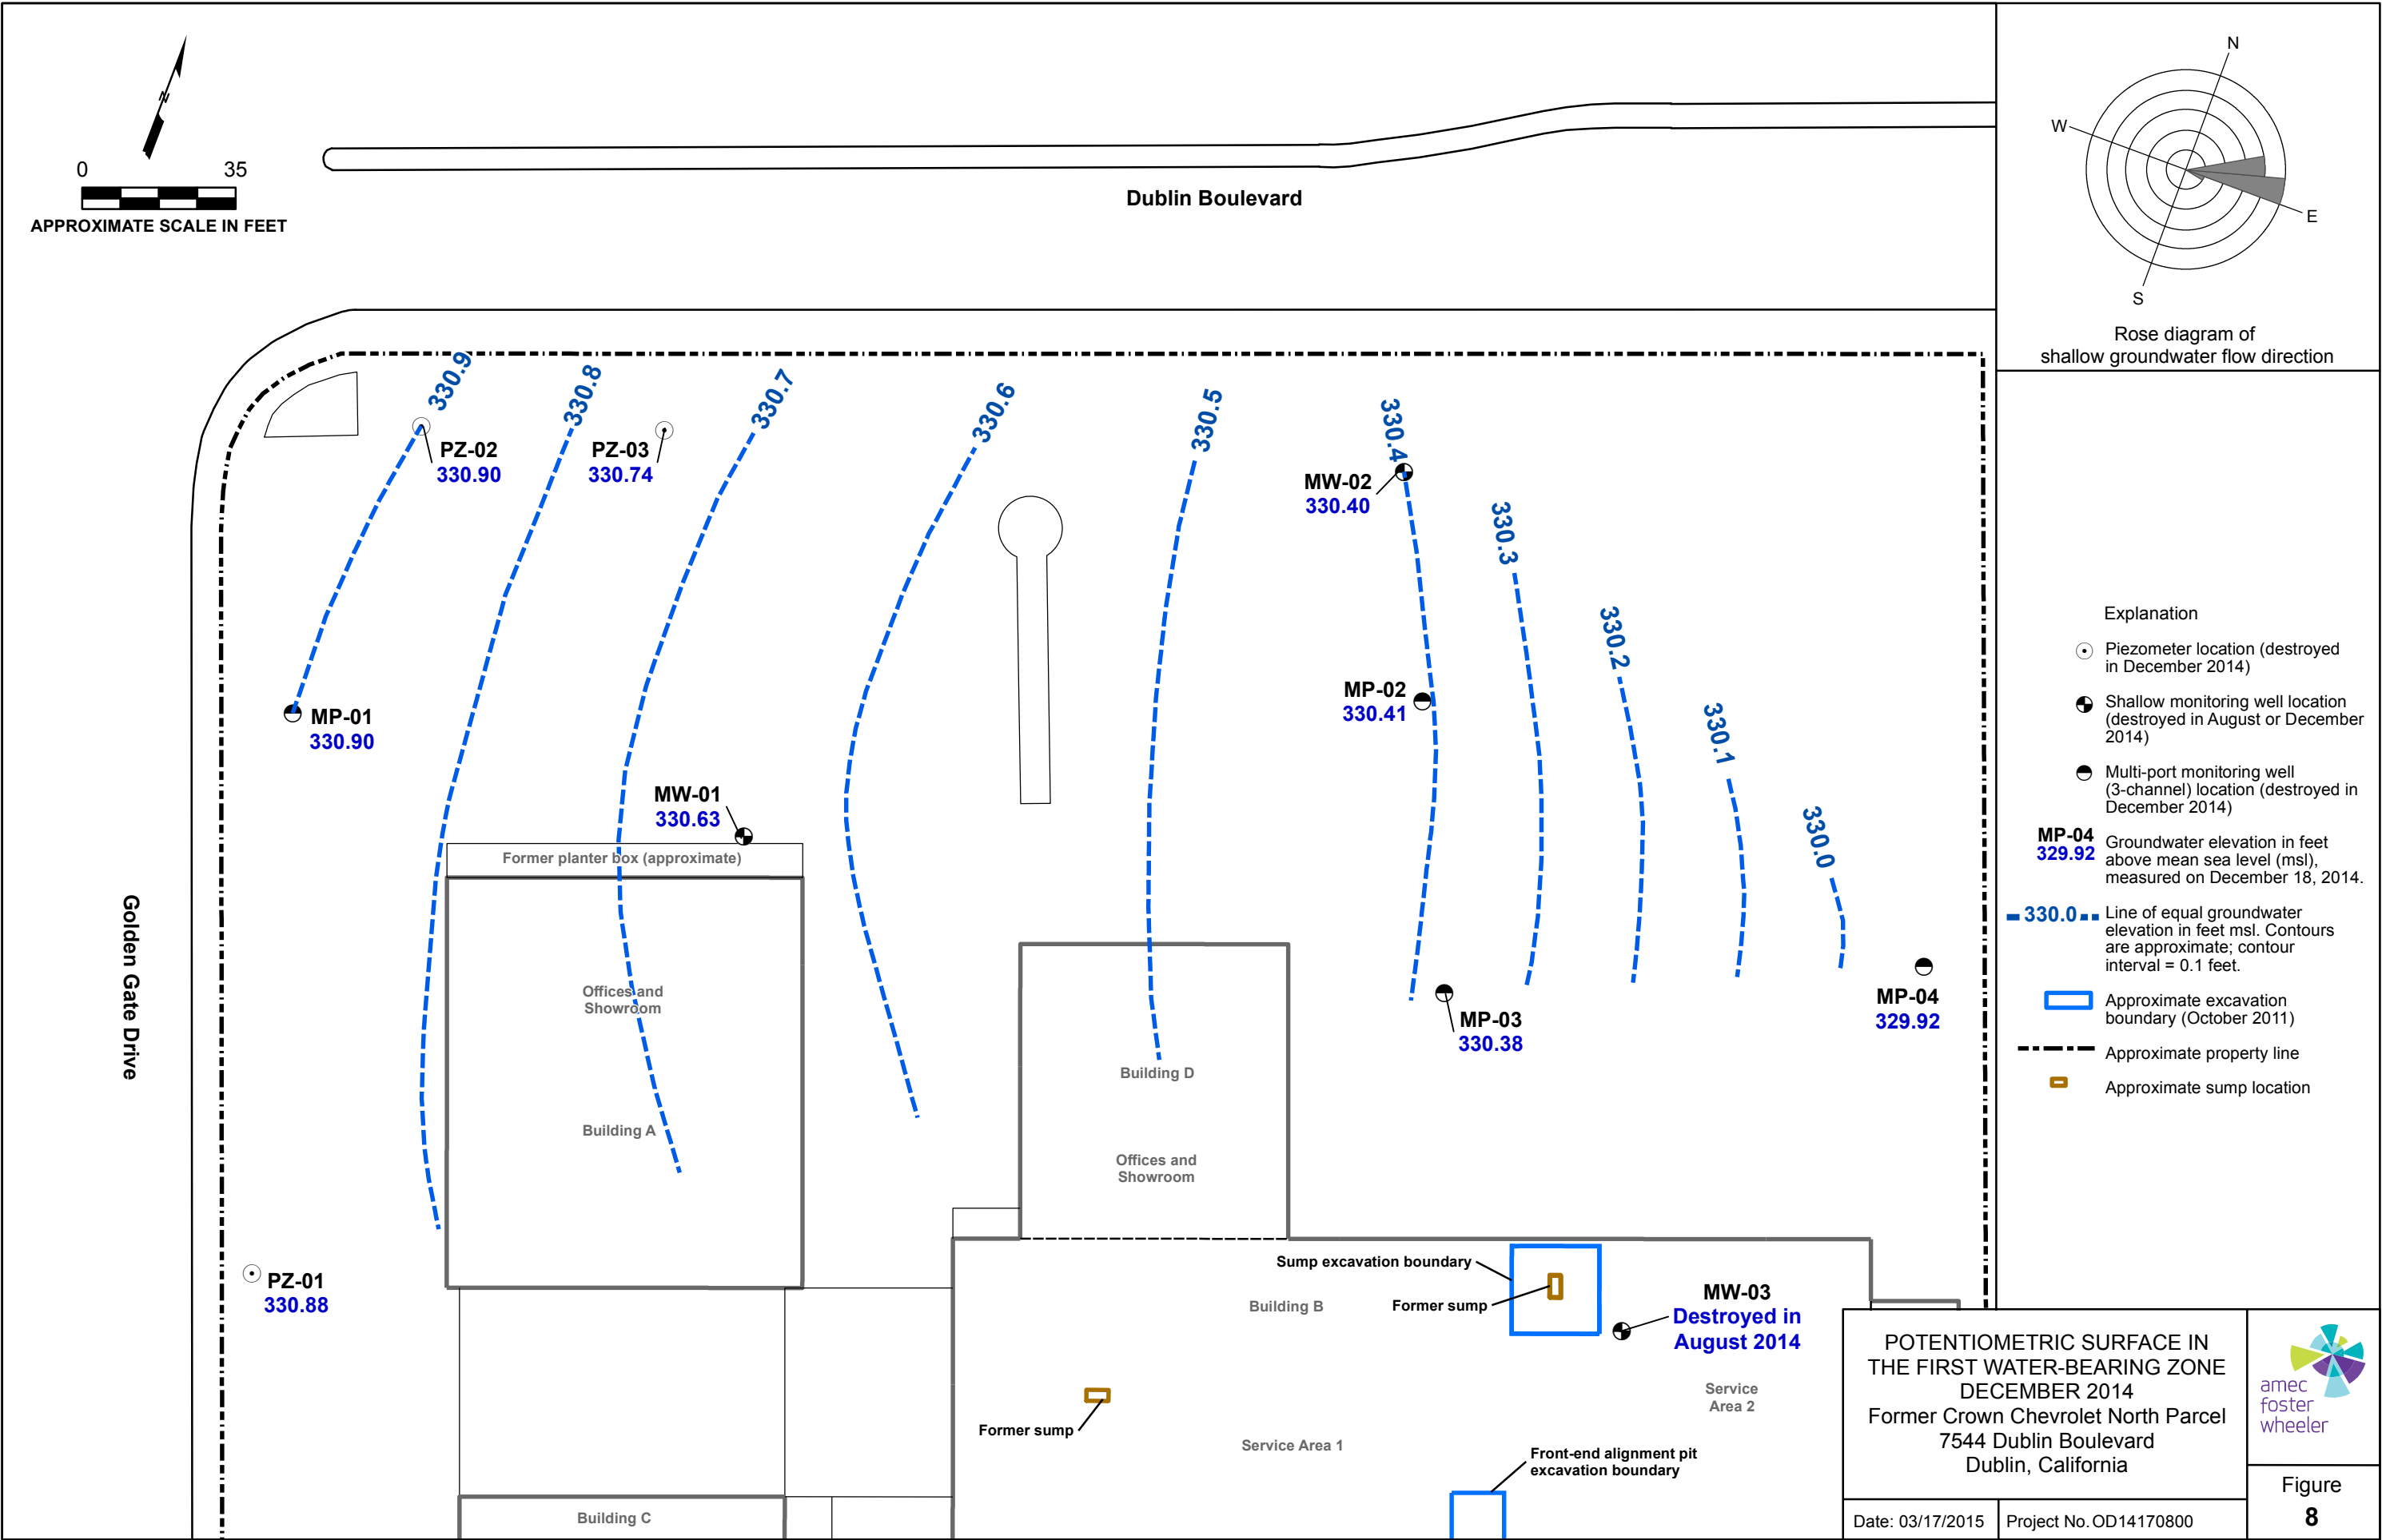 N
0 35
APPROXIMATE SCALE IN FEET
Dublin Boulevard
Golden Gate Drive
330.9
330.8
330.7
330.6
330.5
330.4
330.3
330.2
330.1
330.0
PZ-02
330.90
PZ-03
330.74
MW-02
330.40
MP-01
330.90
MP-02
330.41
MW-01
330.63
Former planter box (approximate)
Offices and
Showroom
Building A
MP-03
330.38
MP-04
329.92
Building D
Offices and
Showroom
PZ-01
330.88
Sump excavation boundary
Building B
Former sump
MW-03
Destroyed in
August 2014
Service
Area 2
Former sump
Service Area 1
Front-end alignment pit
excavation boundary
Building C
N
W
E
S
Rose diagram of
shallow groundwater flow direction
Explanation
Piezometer location (destroyed
in December 2014)
Shallow monitoring well location
(destroyed in August or December
2014)
Multi-port monitoring well
(3-channel) location (destroyed in
December 2014)
MP-04
329.92
Groundwater elevation in feet
above mean sea level (msl),
measured on December 18, 2014.
330.0
Line of equal groundwater
elevation in feet msl. Contours
are approximate; contour
interval = 0.1 feet.
Approximate excavation
boundary (October 2011)
Approximate property line
Approximate sump location
POTENTIOMETRIC SURFACE IN
THE FIRST WATER-BEARING ZONE
DECEMBER 2014
Former Crown Chevrolet North Parcel
7544 Dublin Boulevard
Dublin, California
Date: 03/17/2015
Project No. OD14170800
amec
foster
wheeler
Figure
8